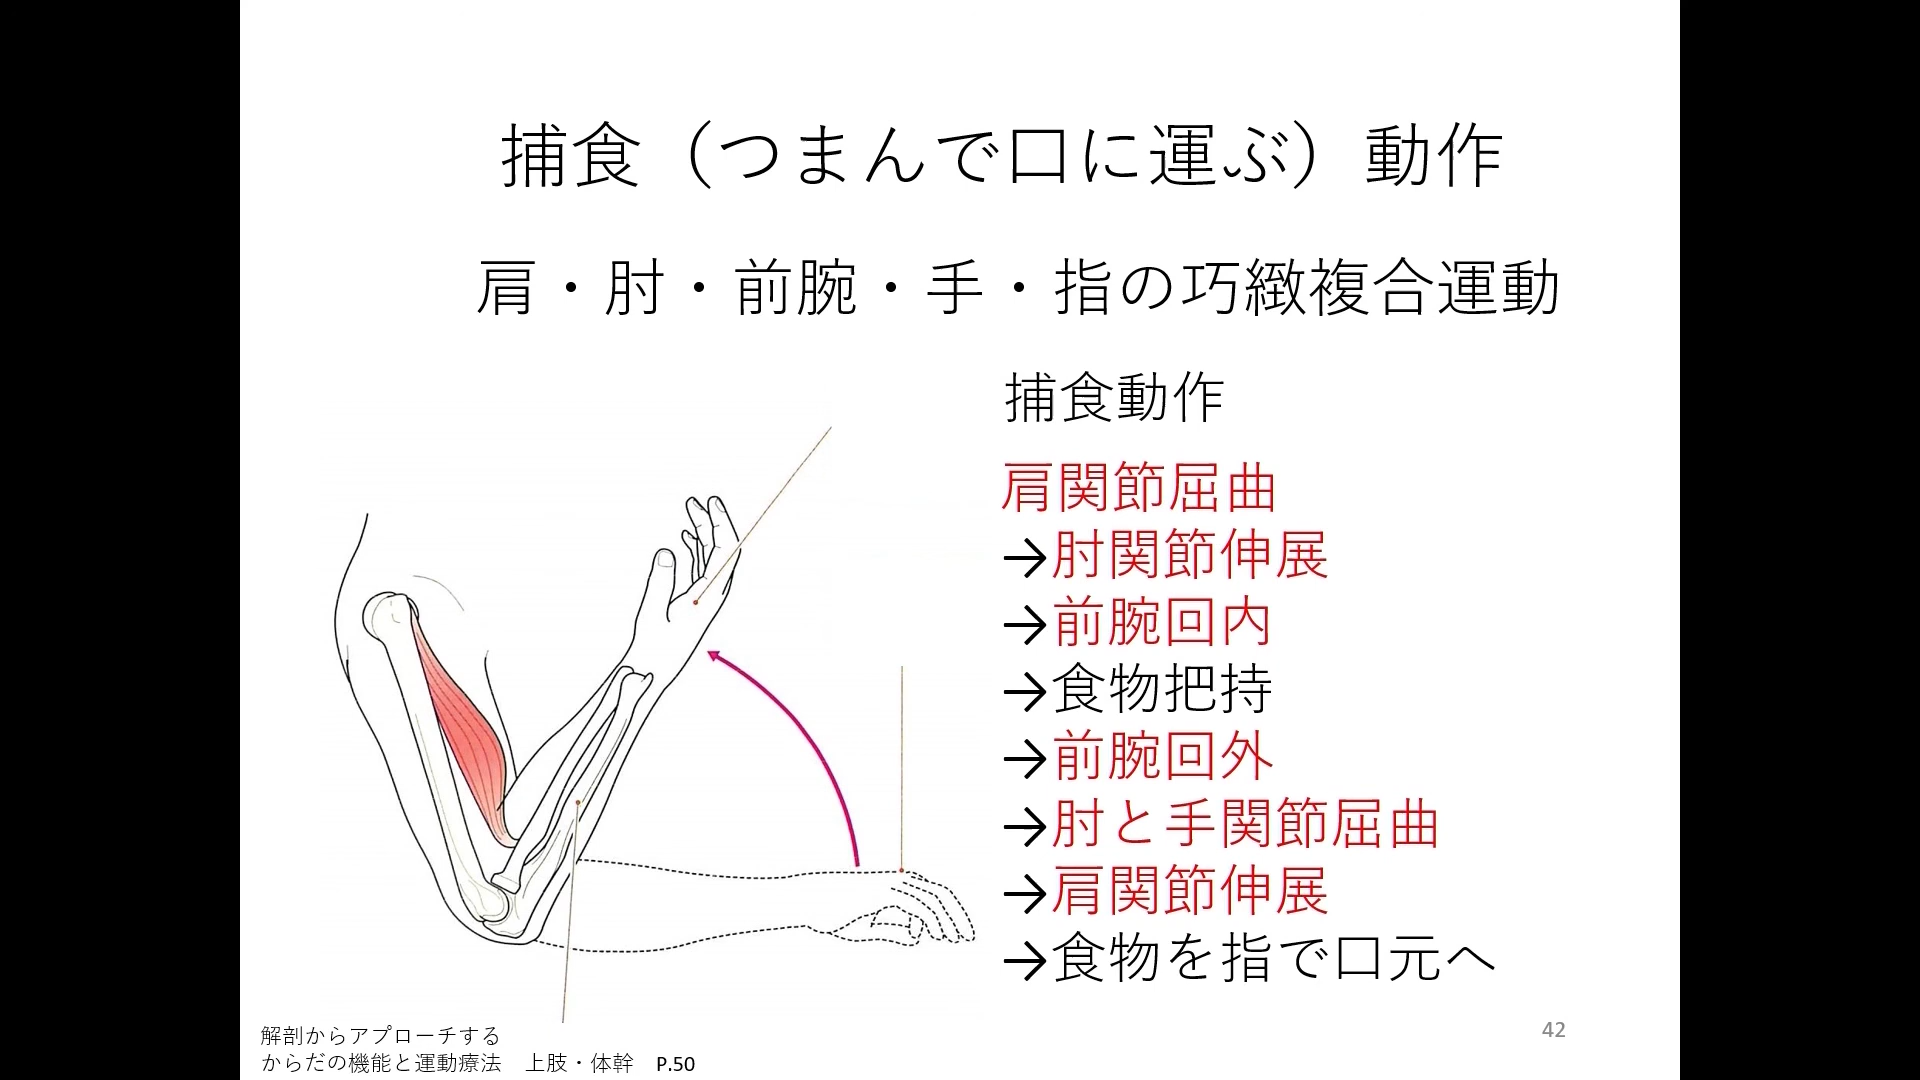 捕食（つまんで口に運ぶ）動作
肩・肘・前腕・手・指の巧緻複合運動
捕食動作
肩関節屈曲
→肘関節伸展
→前腕回内
→食物把持
→前腕回外
→肘と手関節屈曲
→肩関節伸展
→食物を指で口元へ
解剖からアプローチする
からだの機能と運動療法　上肢・体幹　P.50
42